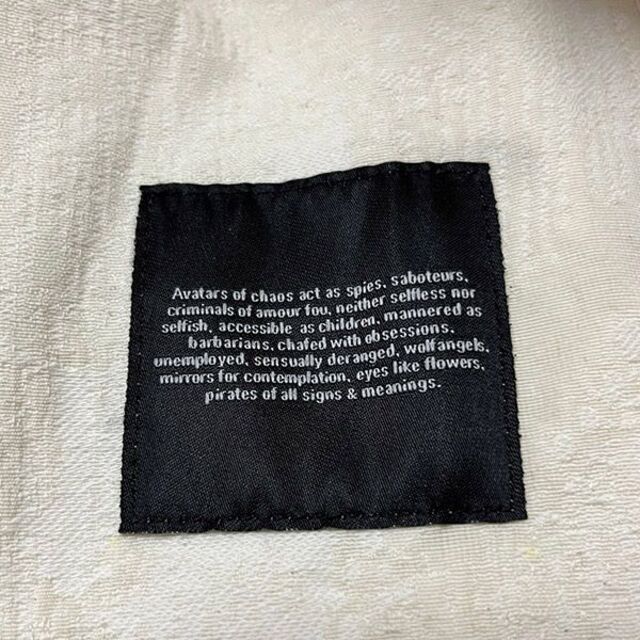 Avatars of chaos act as spies, saboteurs,
criminals of amour fou, neither selfless nor
selfish, accessible as children, mannered as
barbarians, chafed with obsessions,
unemployed, sensually deranged, wolfangels,
mirrors for contemplation, eyes like flowers,
pirates of all signs & meanings.